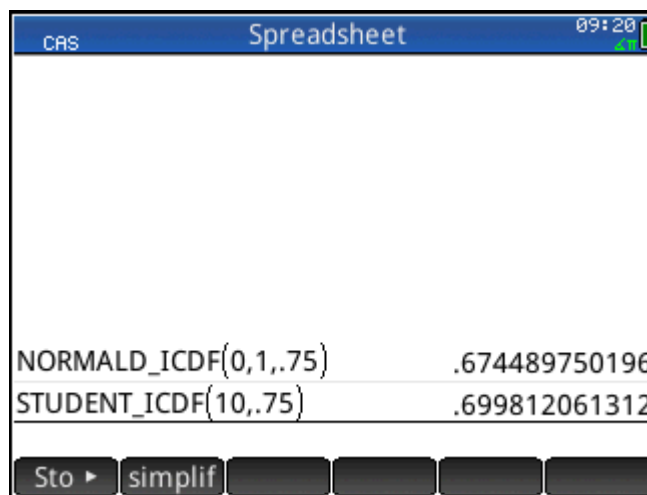 CAS Spreadsheet 09:20
∡π
NORMALD_ICDF(0,1,.75) .674489750196
STUDENT_ICDF(10,.75) .699812061312
Sto ▸ simplif